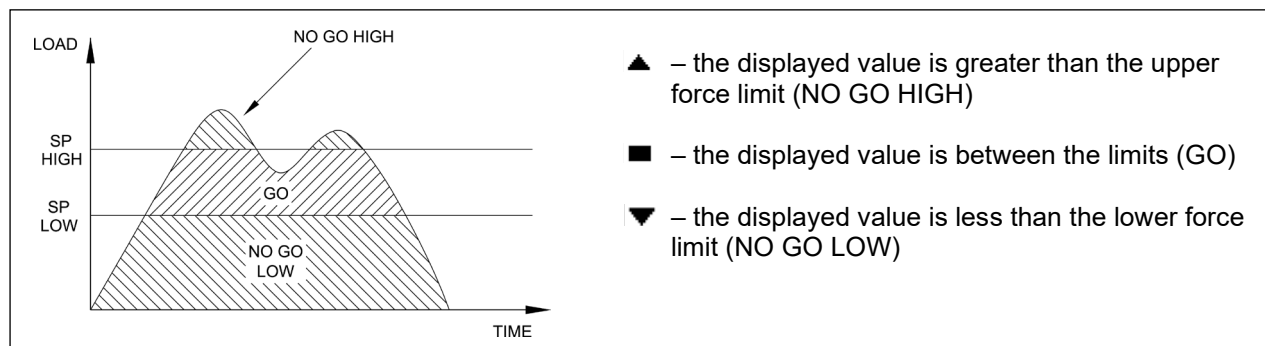 NO GO HIGH
LOAD
SP
HIGH
GO
SP
LOW
NO GO
LOW
TIME
▲ – the displayed value is greater than the upper
force limit (NO GO HIGH)
■ – the displayed value is between the limits (GO)
▼ – the displayed value is less than the lower force
limit (NO GO LOW)